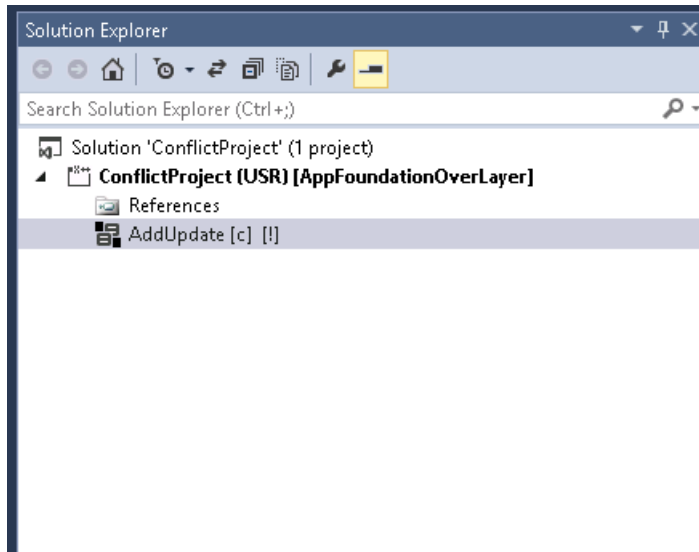 Solution Explorer
Search Solution Explorer (Ctrl+;)
Solution 'ConflictProject' (1 project)
ConflictProject (USR) [AppFoundationOverLayer]
References
AddUpdate [c] [!]